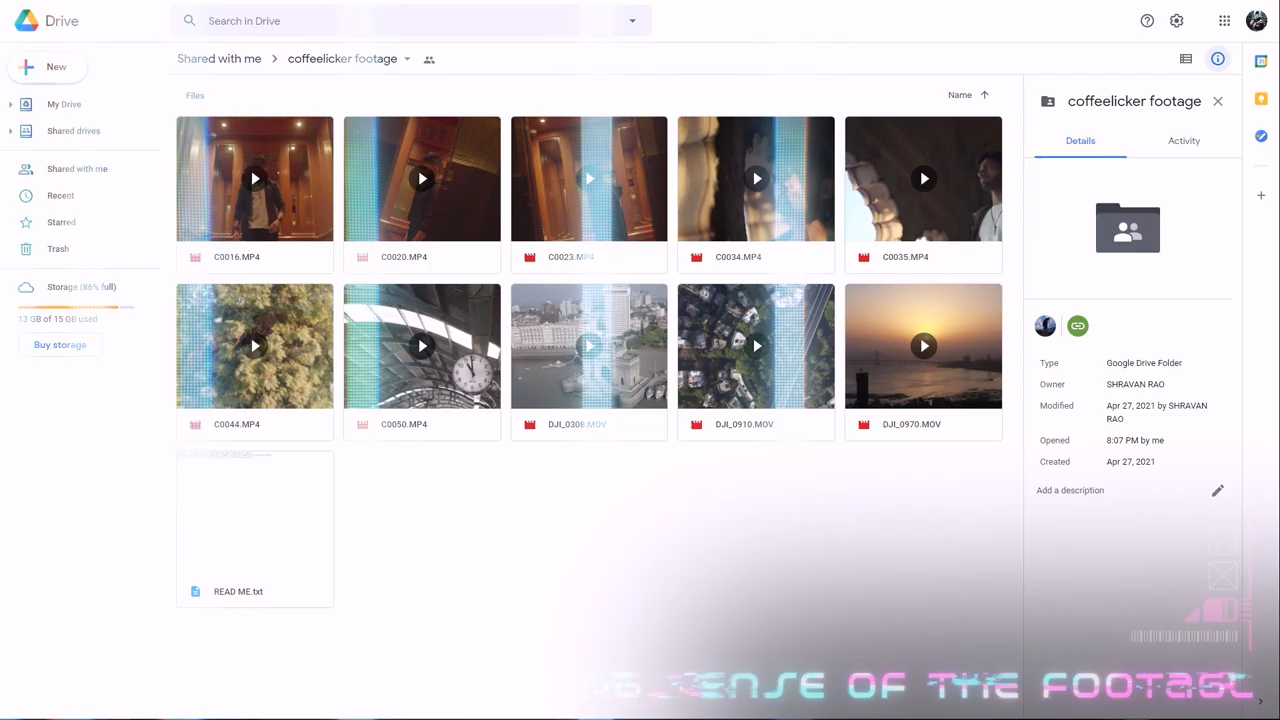 Drive
Search in Drive
New
My Drive
Shared drives
Shared with me
Recent
Starred
Trash
Storage (86% full)
13 GB of 15 GB used
Buy storage
Shared with me
coffeelicker footage
Files
Name
C0016.MP4
C0020.MP4
C0023.MP4
C0034.MP4
C0035.MP4
C0044.MP4
C0050.MP4
DJI_0308.MOV
DJI_0910.MOV
DJI_0970.MOV
READ ME.txt
coffeelicker footage
Details
Activity
Type Google Drive Folder
Owner SHRAVAN RAO
Modified Apr 27, 2021 by SHRAVAN
RAO
Opened 8:07 PM by me
Created Apr 27, 2021
Add a description
OF THE FOOTAGE